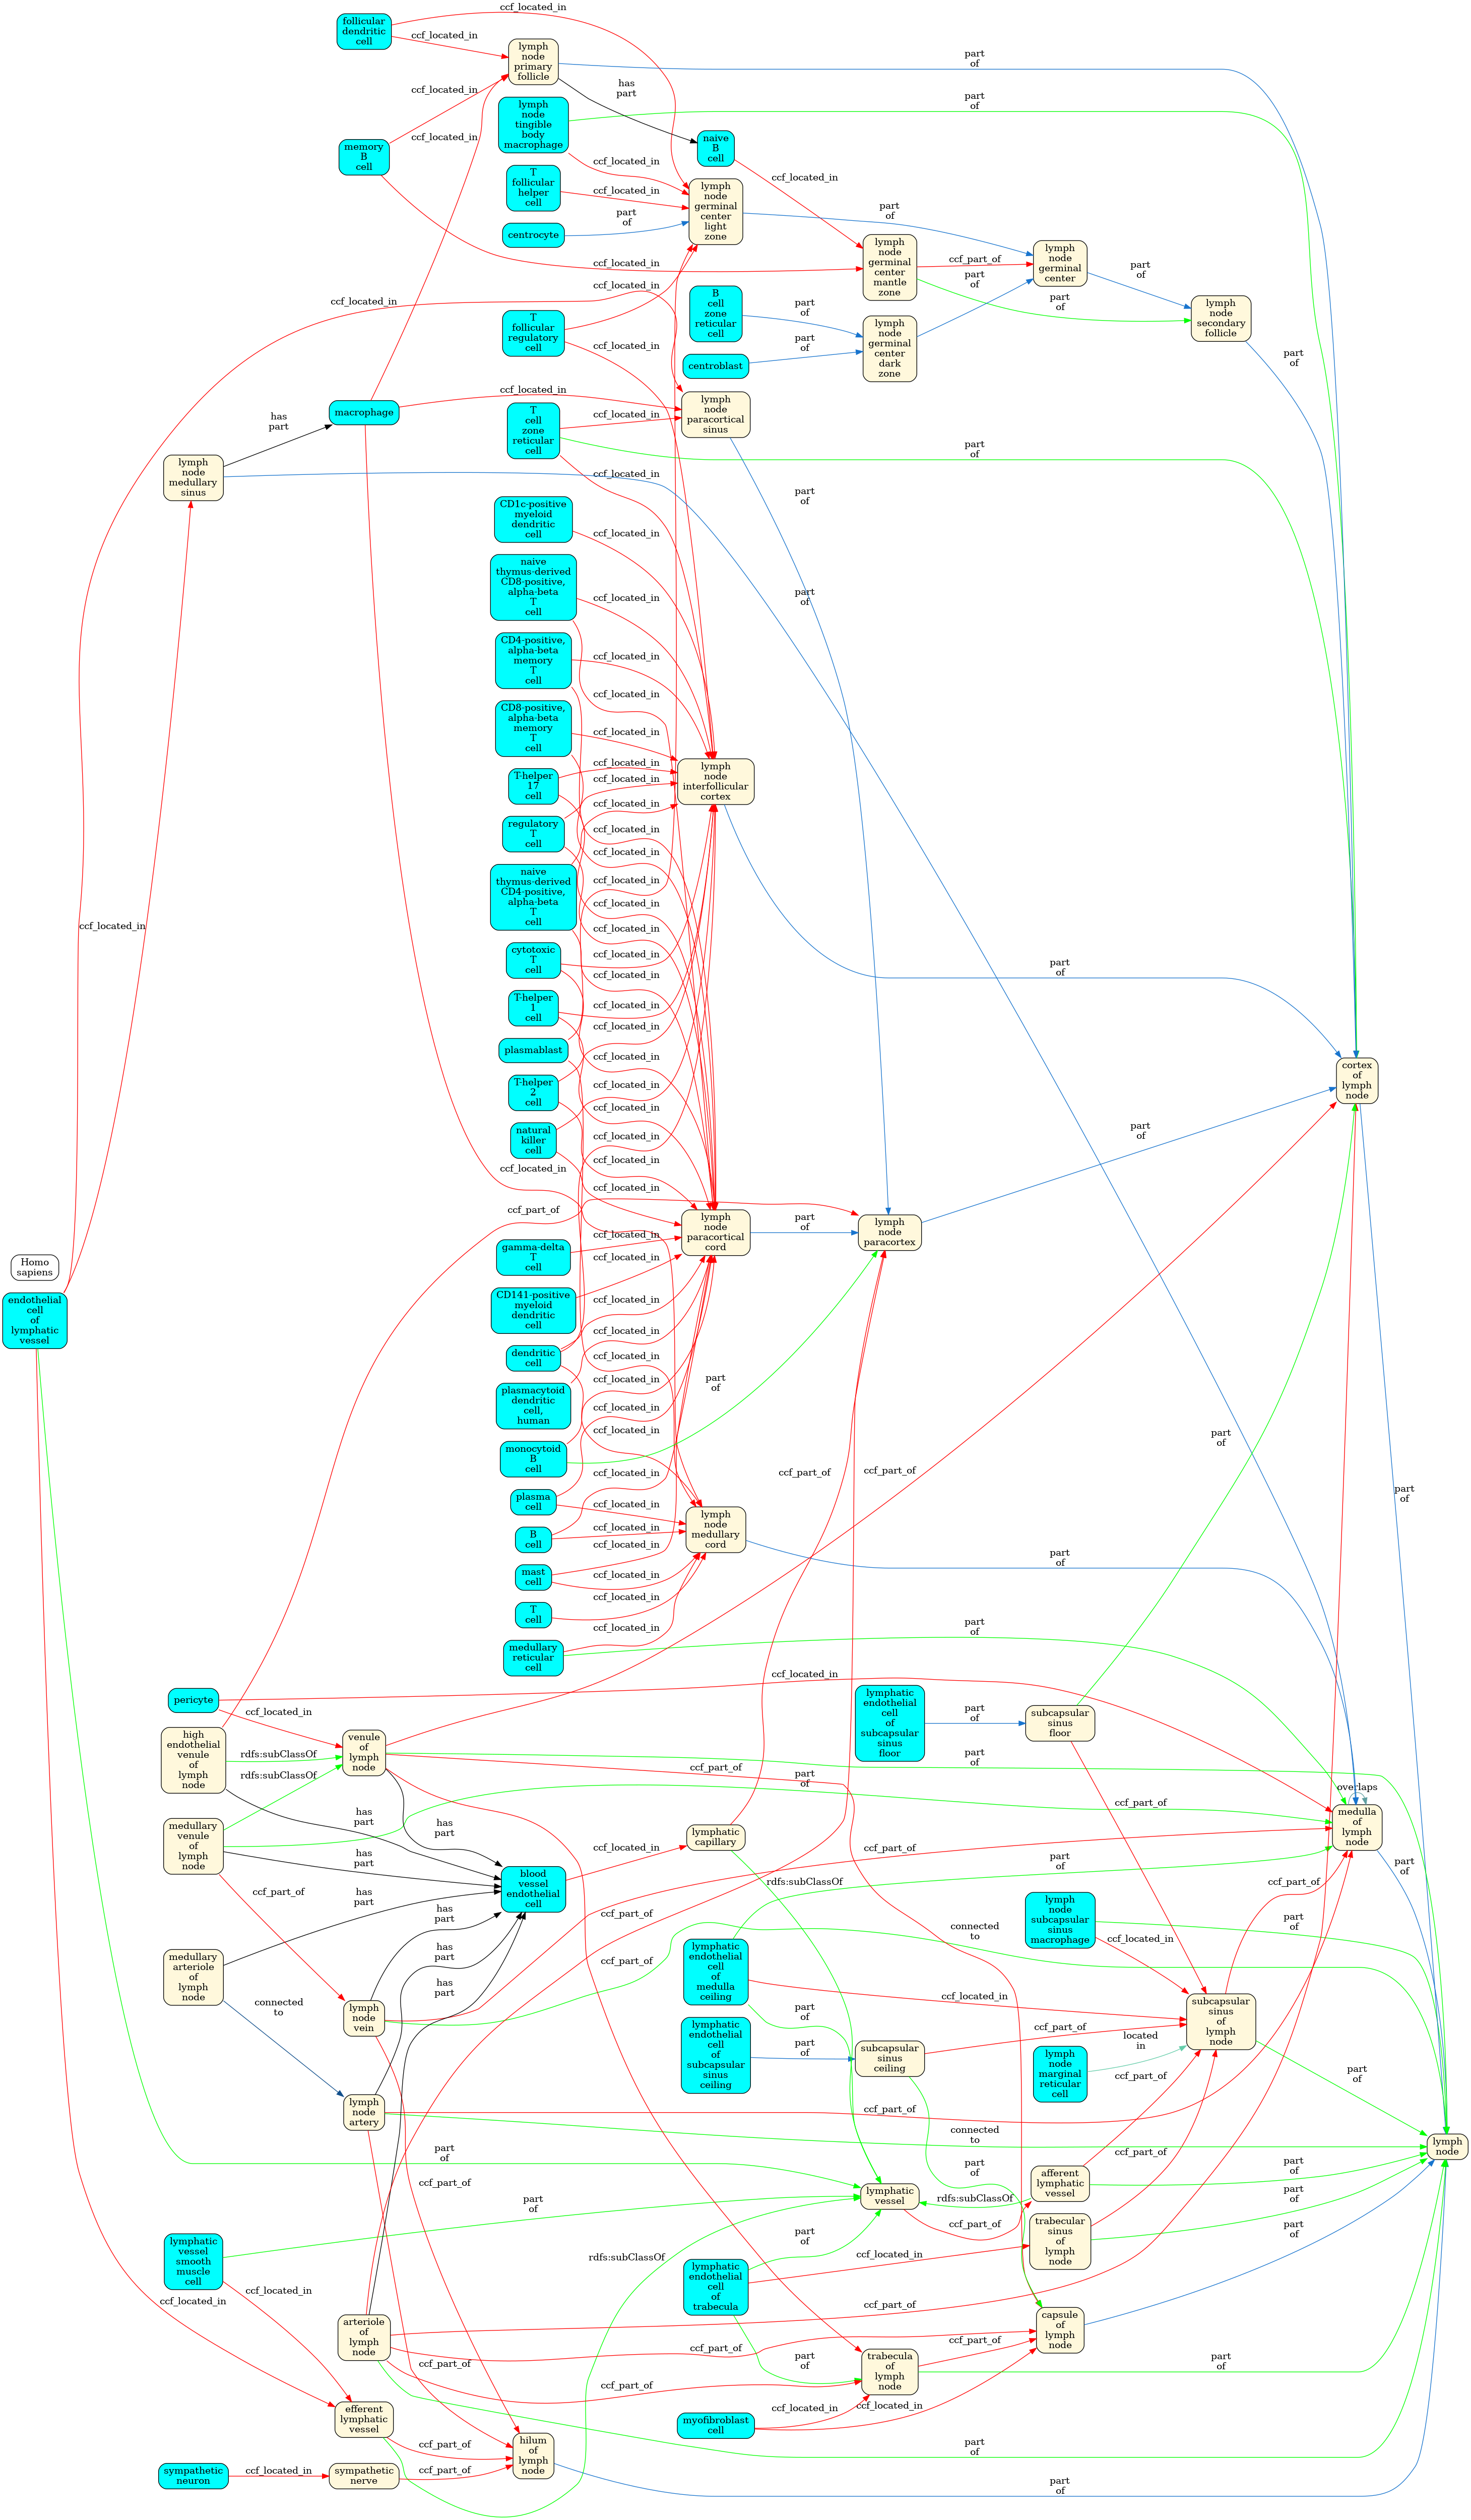 follicular
dendritic
cell
ccf_located_in
ccf_located_in
lymph
node
primary
follicle
part
of
has
part
memory
B
cell
ccf_located_in
ccf_located_in
lymph
node
tingible
body
macrophage
part
of
naive
B
cell
ccf_located_in
ccf_located_in
T
follicular
helper
cell
ccf_located_in
centrocyte
part
of
lymph
node
germinal
center
light
zone
part
of
ccf_located_in
lymph
node
germinal
center
mantle
zone
ccf_part_of
part
of
lymph
node
germinal
center
part
of
part
of
lymph
node
secondary
follicle
part
of
ccf_located_in
ccf_located_in
B
cell
zone
reticular
cell
part
of
T
follicular
regulatory
cell
ccf_located_in
centroblast
part
of
lymph
node
germinal
center
dark
zone
macrophage
ccf_located_in
has
part
T
cell
zone
reticular
cell
ccf_located_in
lymph
node
paracortical
sinus
part
of
lymph
node
medullary
sinus
ccf_located_in
part
of
CD1c-positive
myeloid
dendritic
cell
ccf_located_in
naive
thymus-derived
CD8-positive,
alpha-beta
T
cell
ccf_located_in
part
of
CD4-positive,
alpha-beta
memory
T
cell
ccf_located_in
ccf_located_in
CD8-positive,
alpha-beta
memory
T
cell
ccf_located_in
T-helper
17
cell
ccf_located_in
ccf_located_in
lymph
node
interfollicular
cortex
regulatory
T
cell
ccf_located_in
ccf_located_in
ccf_located_in
naive
thymus-derived
CD4-positive,
alpha-beta
T
cell
ccf_located_in
ccf_located_in
ccf_located_in
ccf_located_in
cytotoxic
T
cell
ccf_located_in
ccf_located_in
part
of
T-helper
1
cell
ccf_located_in
ccf_located_in
plasmablast
ccf_located_in
T-helper
2
cell
ccf_located_in
ccf_located_in
natural
killer
cell
ccf_located_in
ccf_located_in
ccf_located_in
ccf_located_in
cortex
of
lymph
node
part
of
ccf_located_in
ccf_part_of
lymph
node
paracortical
cord
part
of
lymph
node
paracortex
gamma-delta
T
cell
ccf_located_in
ccf_located_in
CD141-positive
myeloid
dendritic
cell
ccf_located_in
Homo
sapiens
endothelial
cell
of
lymphatic
vessel
dendritic
cell
ccf_located_in
ccf_located_in
plasmacytoid
dendritic
cell,
human
ccf_located_in
part
of
ccf_located_in
ccf_located_in
monocytoid
B
cell
ccf_located_in
ccf_part_of
ccf_part_of
part
of
part
of
plasma
cell
ccf_located_in
B
cell
ccf_located_in
lymph
node
medullary
cord
part
of
mast
cell
ccf_located_in
ccf_located_in
T
cell
ccf_located_in
medullary
reticular
cell
part
of
pericyte
ccf_located_in
ccf_located_in
lymphatic
endothelial
cell
of
subcapsular
sinus
floor
part
of
subcapsular
sinus
floor
high
endothelial
venule
of
lymph
node
rdfs:subClassOf
rdfs:subClassOf
venule
of
lymph
node
ccf_part_of
part
of
part
of
overlaps
medulla
of
lymph
node
part
of
ccf_part_of
medullary
venule
of
lymph
node
has
part
has
part
has
part
lymphatic
capillary
ccf_located_in
ccf_part_of
part
of
blood
vessel
endothelial
cell
rdfs:subClassOf
ccf_part_of
ccf_part_of
has
part
has
part
lymph
node
subcapsular
sinus
macrophage
part
of
ccf_located_in
connected
to
ccf_part_of
medullary
arteriole
of
lymph
node
connected
to
has
part
has
part
lymph
node
vein
lymphatic
endothelial
cell
of
medulla
ceiling
ccf_located_in
part
of
subcapsular
sinus
of
lymph
node
part
of
lymphatic
endothelial
cell
of
subcapsular
sinus
ceiling
part
of
subcapsular
sinus
ceiling
ccf_part_of
located
in
lymph
node
marginal
reticular
cell
ccf_part_of
lymph
node
artery
ccf_part_of
connected
to
lymph
node
part
of
ccf_part_of
part
of
afferent
lymphatic
vessel
part
of
ccf_part_of
lymphatic
vessel
rdfs:subClassOf
ccf_part_of
part
of
trabecular
sinus
of
lymph
node
part
of
lymphatic
vessel
smooth
muscle
cell
part
of
ccf_located_in
rdfs:subClassOf
part
of
lymphatic
endothelial
cell
of
trabecula
ccf_located_in
part
of
ccf_located_in
arteriole
of
lymph
node
ccf_part_of
ccf_part_of
ccf_part_of
ccf_part_of
capsule
of
lymph
node
part
of
trabecula
of
lymph
node
ccf_part_of
part
of
efferent
lymphatic
vessel
ccf_part_of
myofibroblast
cell
ccf_located_in
ccf_located_in
hilum
of
lymph
node
part
of
part
of
sympathetic
neuron
ccf_located_in
sympathetic
nerve
ccf_part_of